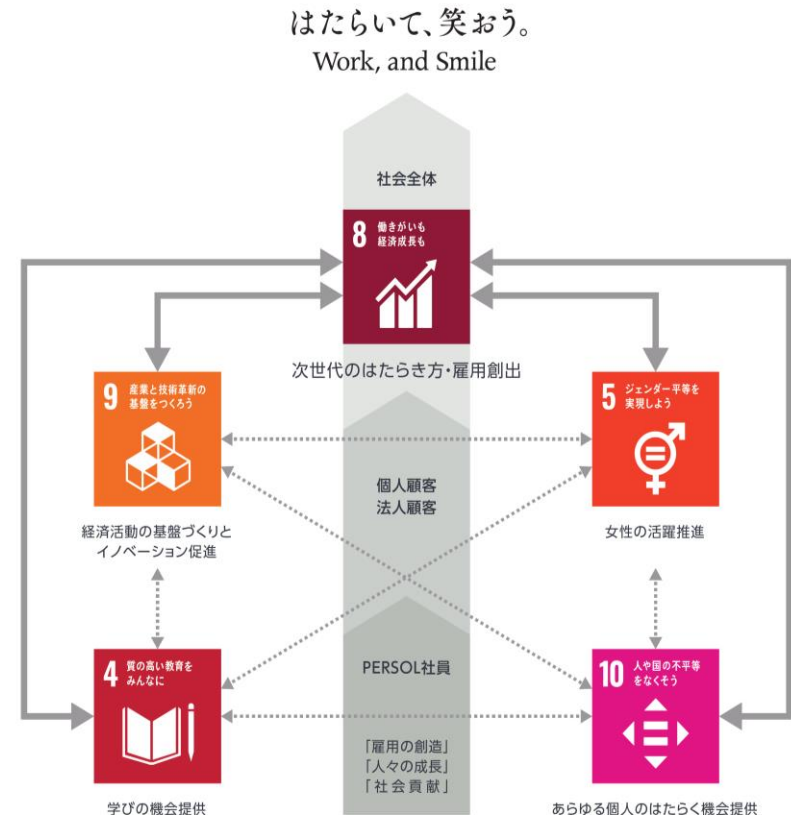 はたらいて、笑おう。
Work, and Smile
社会全体
8 働きがいも
経済成長も
次世代のはたらき方・雇用創出
9 産業と技術革新の
基盤をつくろう
経済活動の基盤づくりと
イノベーション促進
5 ジェンダー平等を
実現しよう
女性の活躍推進
個人顧客
法人顧客
4 質の高い教育を
みんなに
学びの機会提供
PERSOL社員
「雇用の創造」
「人々の成長」
「社会貢献」
10 人や国の不平等
をなくそう
あらゆる個人のはたらく機会提供